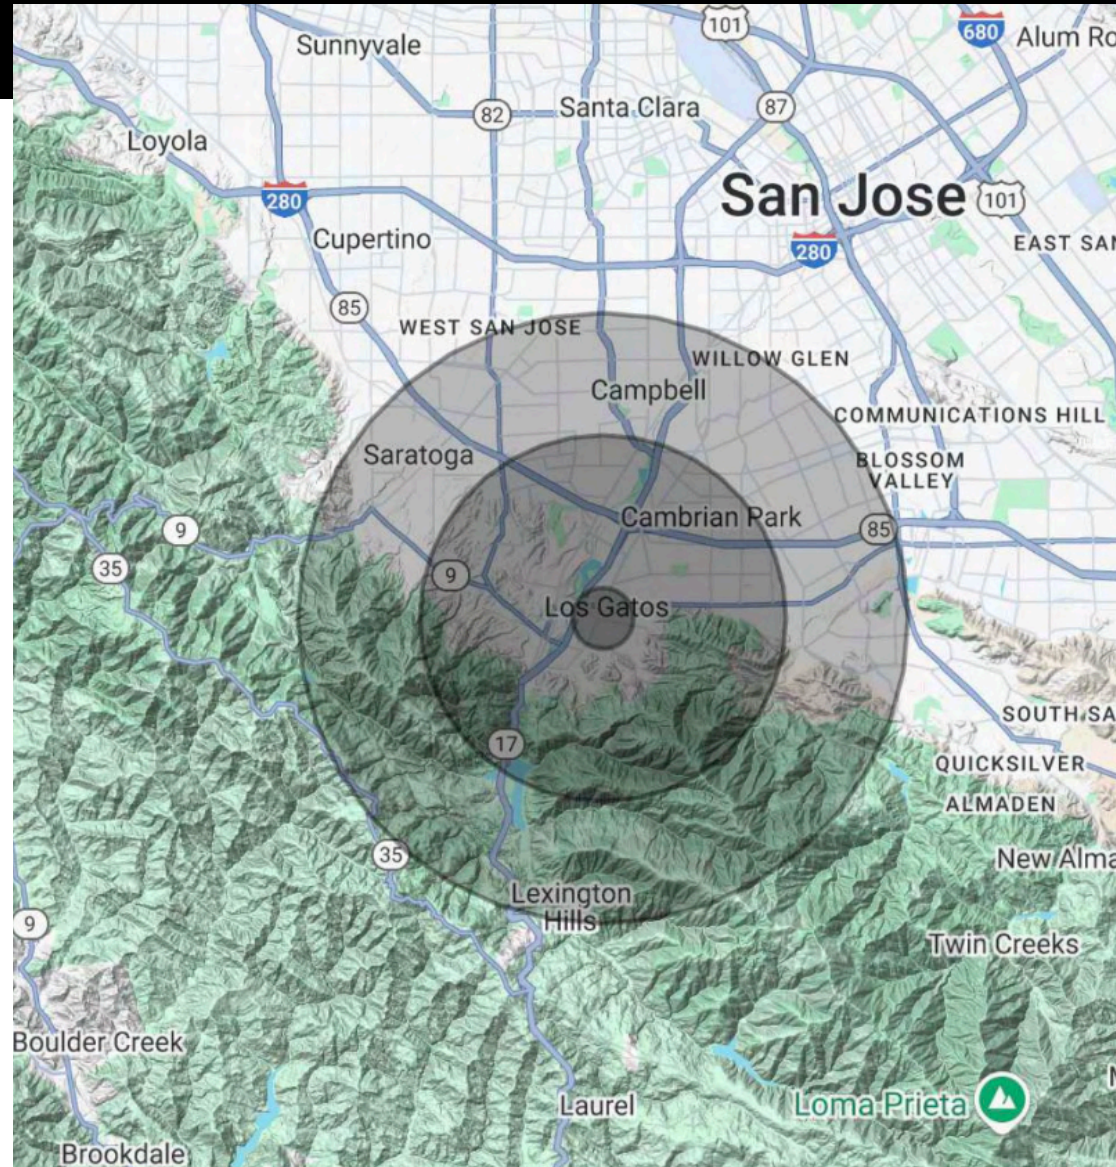 101
680
Alum Ro
Sunnyvale
82
Santa Clara
87
Loyola
280
San Jose
101
Cupertino
280
EAST SAN
85
WEST SAN JOSE
WILLOW GLEN
Campbell
COMMUNICATIONS HILL
Saratoga
BLOSSOM
VALLEY
Cambrian Park
85
9
35
9
Los Gatos
17
SOUTH SA
QUICKSILVER
ALMADEN
35
New Alma
Lexington
Hills
9
Twin Creeks
Boulder Creek
Laurel
Loma Prieta
Brookdale